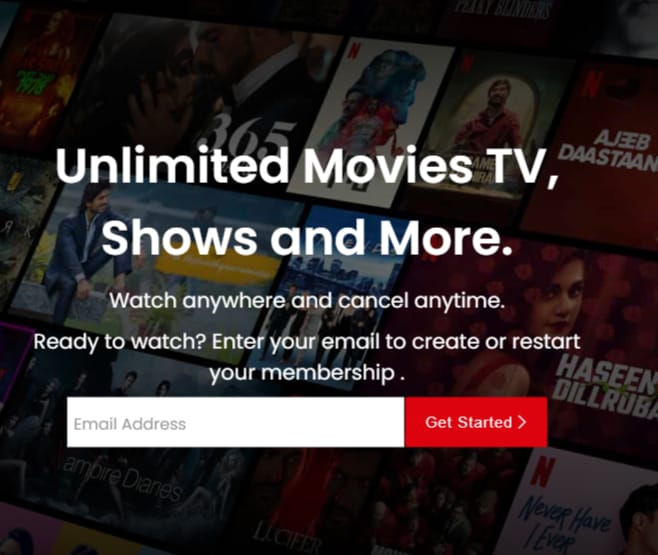 PEAKY BLINDERS
1978
365
N
N
N
AJEEB
DAASTAAN
Unlimited Movies TV,
Shows and More.
Watch anywhere and cancel anytime.
Ready to watch? Enter your email to create or restart
your membership .
HASEEN
DILLRUBA
Email Address
Get Started >
ampire Diaries
LUCIFER
N
Never Have
I Ever